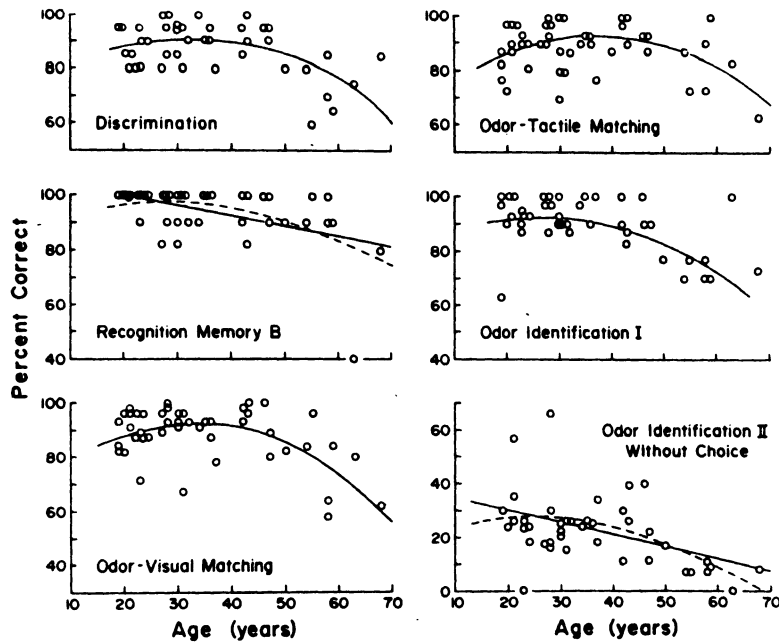 100
80
60
Discrimination
100
80
60
Odor-Tactile Matching
Percent Correct
100
80
60
40
Recognition Memory B
100
80
60
40
Odor Identification I
100
80
60
40
Odor-Visual Matching
10 20 30 40 50 60 70
Age (years)
60
40
20
0
Odor Identification II
Without Choice
10 20 30 40 50 60 70
Age (years)